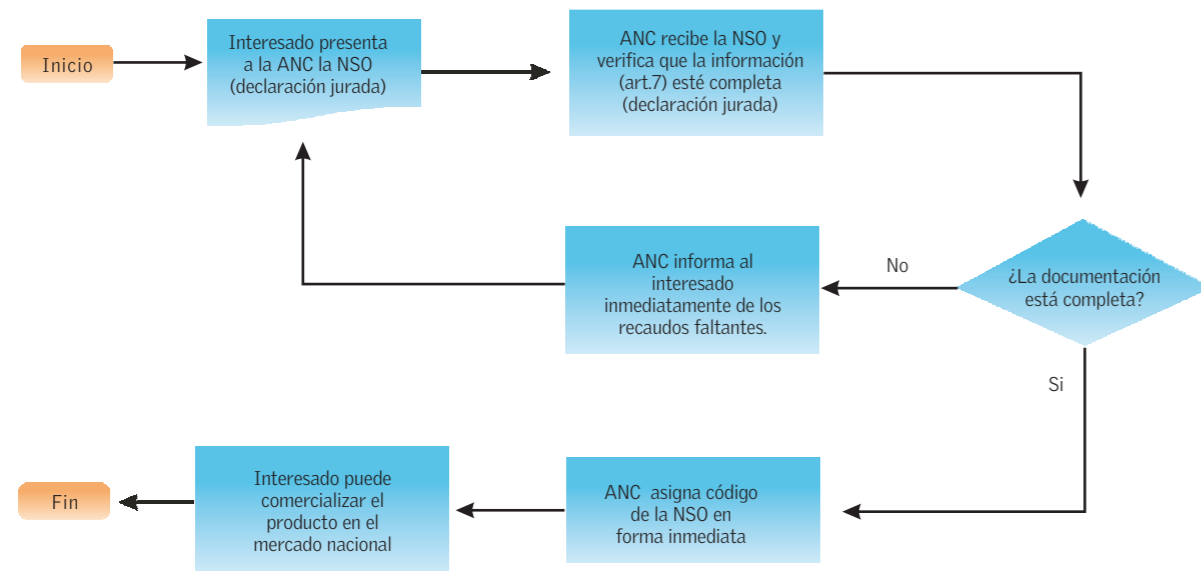 Inicio
Interesado presenta
a la ANC la NSO
(declaración jurada)
ANC recibe la NSO y
verifica que la información
(art.7) esté completa
(declaración jurada)
¿La documentación
está completa?
No
ANC informa al
interesado
inmediatamente de los
recaudos faltantes.
Si
ANC asigna código
de la NSO en
forma inmediata
Interesado puede
comercializar el
producto en el
mercado nacional
Fin